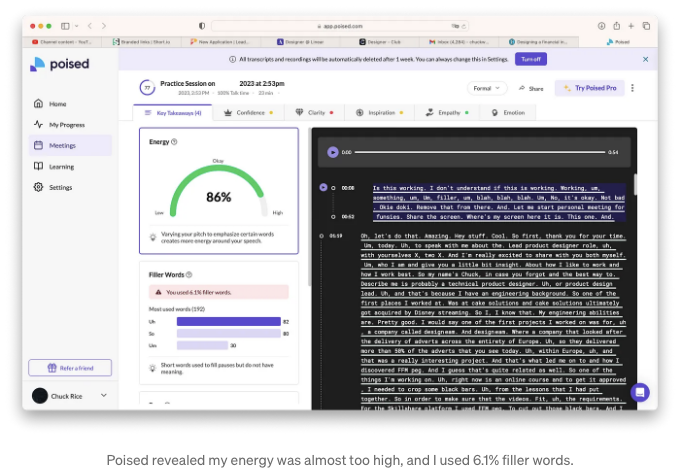 app.poised.com
Channel content - YouT...
Branded links | Short.io
New Application | Lead...
Designer @ Linear
Designer - Club
Designing a financial in...
Poised
poised
All transcripts and recordings will be automatically deleted after 1 week. You can always change this in Settings.
Turn off
77
Practice Session on 2023 at 2:53pm
100% Talk time
23 min
Formal
Share
Try Poised Pro
Home
My Progress
Meetings
Learning
Settings
Key Takeaways (4)
Confidence
Clarity
Inspiration
Empathy
Emotion
Energy
Okay
86%
Low
High
Varying your pitch to emphasize certain words
creates more energy around your speech.
Filler Words
You used 6.1% filler words.
Most used words (192)
Uh 82
So 80
Um 30
Short words used to fill pauses but do not have
meaning.
Refer a friend
Chuck Rice
0:00
0:54
00:00
Is this working. I don't understand if this is working. Working, um,
something, um, Um, filler, um, blah, blah, blah. Um, No, it's okay. Not bad
. Okie doki. Remove that from there. And. Let me start personal meeting for
00:52
funsies. Share the screen. Where's my screen here it is. This one. And.
Oh, let's do that. Amazing. Hey stuff. Cool. So first, thank you for your time.
Um, today. Uh, to speak with me about the. Lead product designer role, uh,
with yourselves X, two X. And I'm really excited to share with you both myself.
Um, who I am and give you a little bit insight. About how I like to work and
how I work best. So my name's Chuck, in case you forgot and the best way to.
Describe me is probably a technical product designer. Uh, or product design
lead. Uh, and that's because I have an engineering background. So one of the
first places I worked at. Was at cake solutions and cake solutions ultimately
got acquired by Disney streaming. So I, I know that. My engineering abilities
are. Pretty good. I would say one of the first projects I worked on was for, uh
, a company called designeam. And designeam. Where a company that looked after
the delivery of adverts across the entirety of Europe. Uh, so they delivered
more than 50% of the adverts that you see today. Uh, within Europe, uh, and
that was a really interesting project. And that's what led me on to and how I
discovered FFM peg. And I guess that's quite related as well. So one of the
things I'm working on. Uh, right now is an online course and to get it approved
, I needed to crop some blah, blah. Uh, from the lessons that I had put
together. So in order to make sure that the videos. Fit, uh, the requirements.
for the Skillshare platform I used FFM peg. To cut out those black bars. And I
Poised revealed my energy was almost too high, and I used 6.1% filler words.